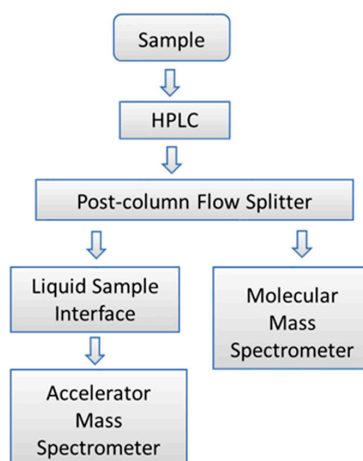 Sample
HPLC
Post-column Flow Splitter
Liquid Sample
Interface
Molecular
Mass
Spectrometer
Accelerator
Mass
Spectrometer